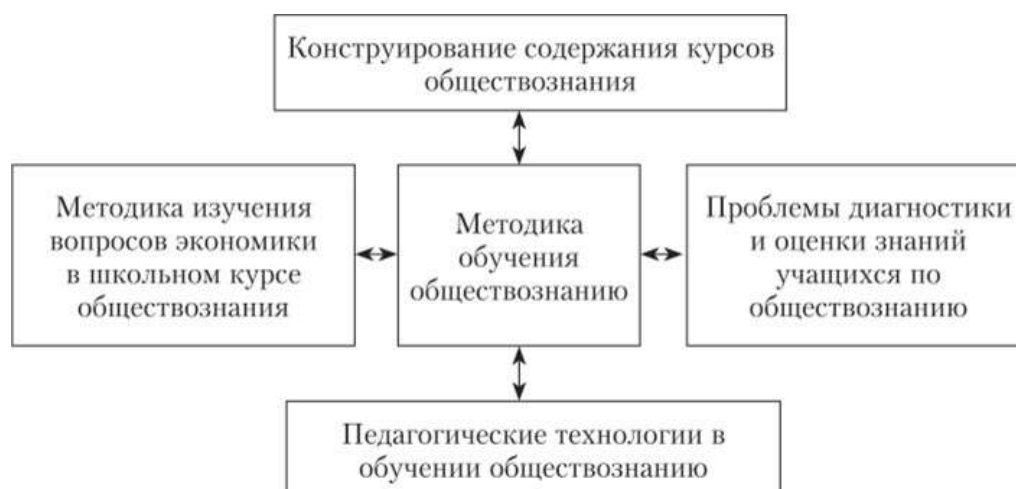 Конструирование содержания курсов
обществознания
Методика изучения
вопросов экономики
в школьном курсе
обществознания
Методика
обучения
обществознанию
Проблемы диагностики
и оценки знаний
учащихся по
обществознанию
Педагогические технологии в
обучении обществознанию